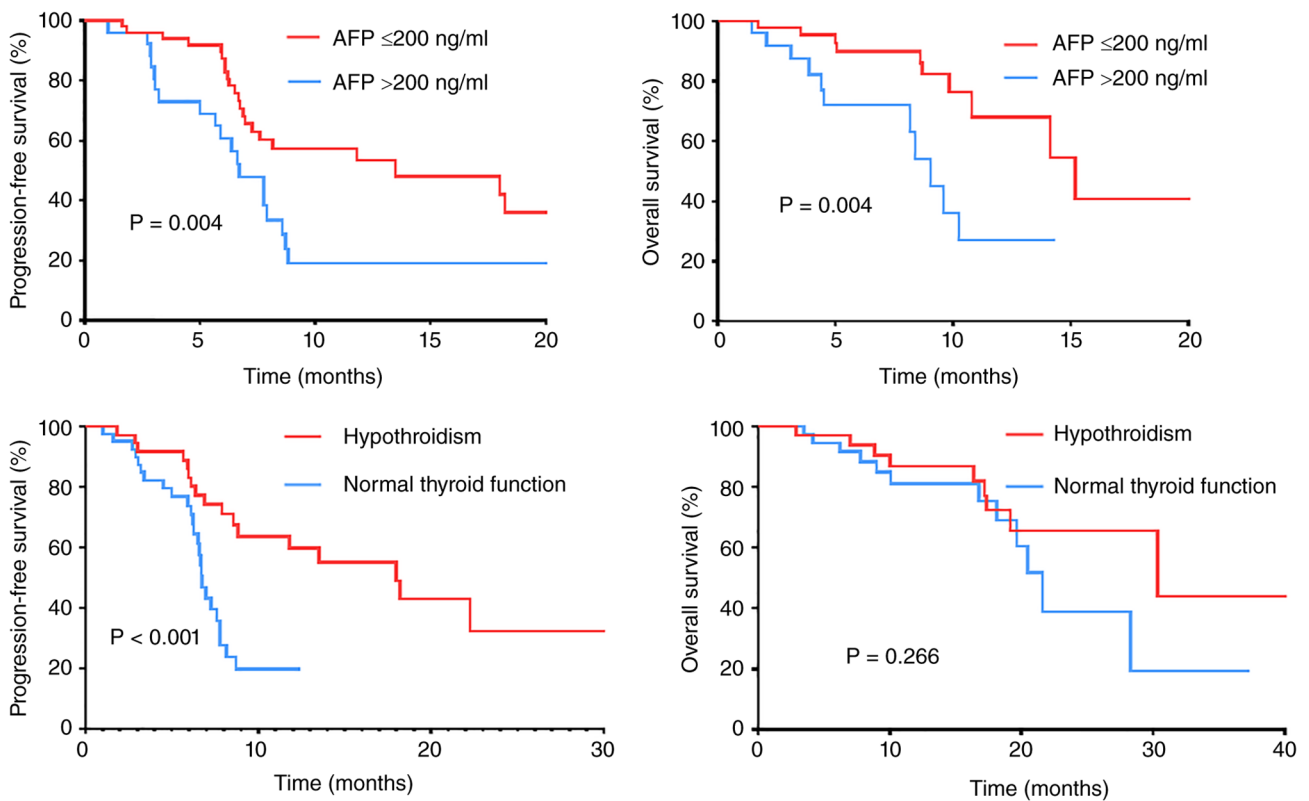 Progression-free survival (%)
100
80
60
40
20
0
AFP ≤200 ng/ml
AFP >200 ng/ml
P = 0.004
0 5 10 15 20
Time (months)
Overall survival (%)
100
80
60
40
20
0
AFP ≤200 ng/ml
AFP >200 ng/ml
P = 0.004
0 5 10 15 20
Time (months)
Progression-free survival (%)
100
80
60
40
20
0
Hypothroidism
Normal thyroid function
P < 0.001
0 10 20 30
Time (months)
Overall survival (%)
100
80
60
40
20
0
Hypothroidism
Normal thyroid function
P = 0.266
0 10 20 30 40
Time (months)